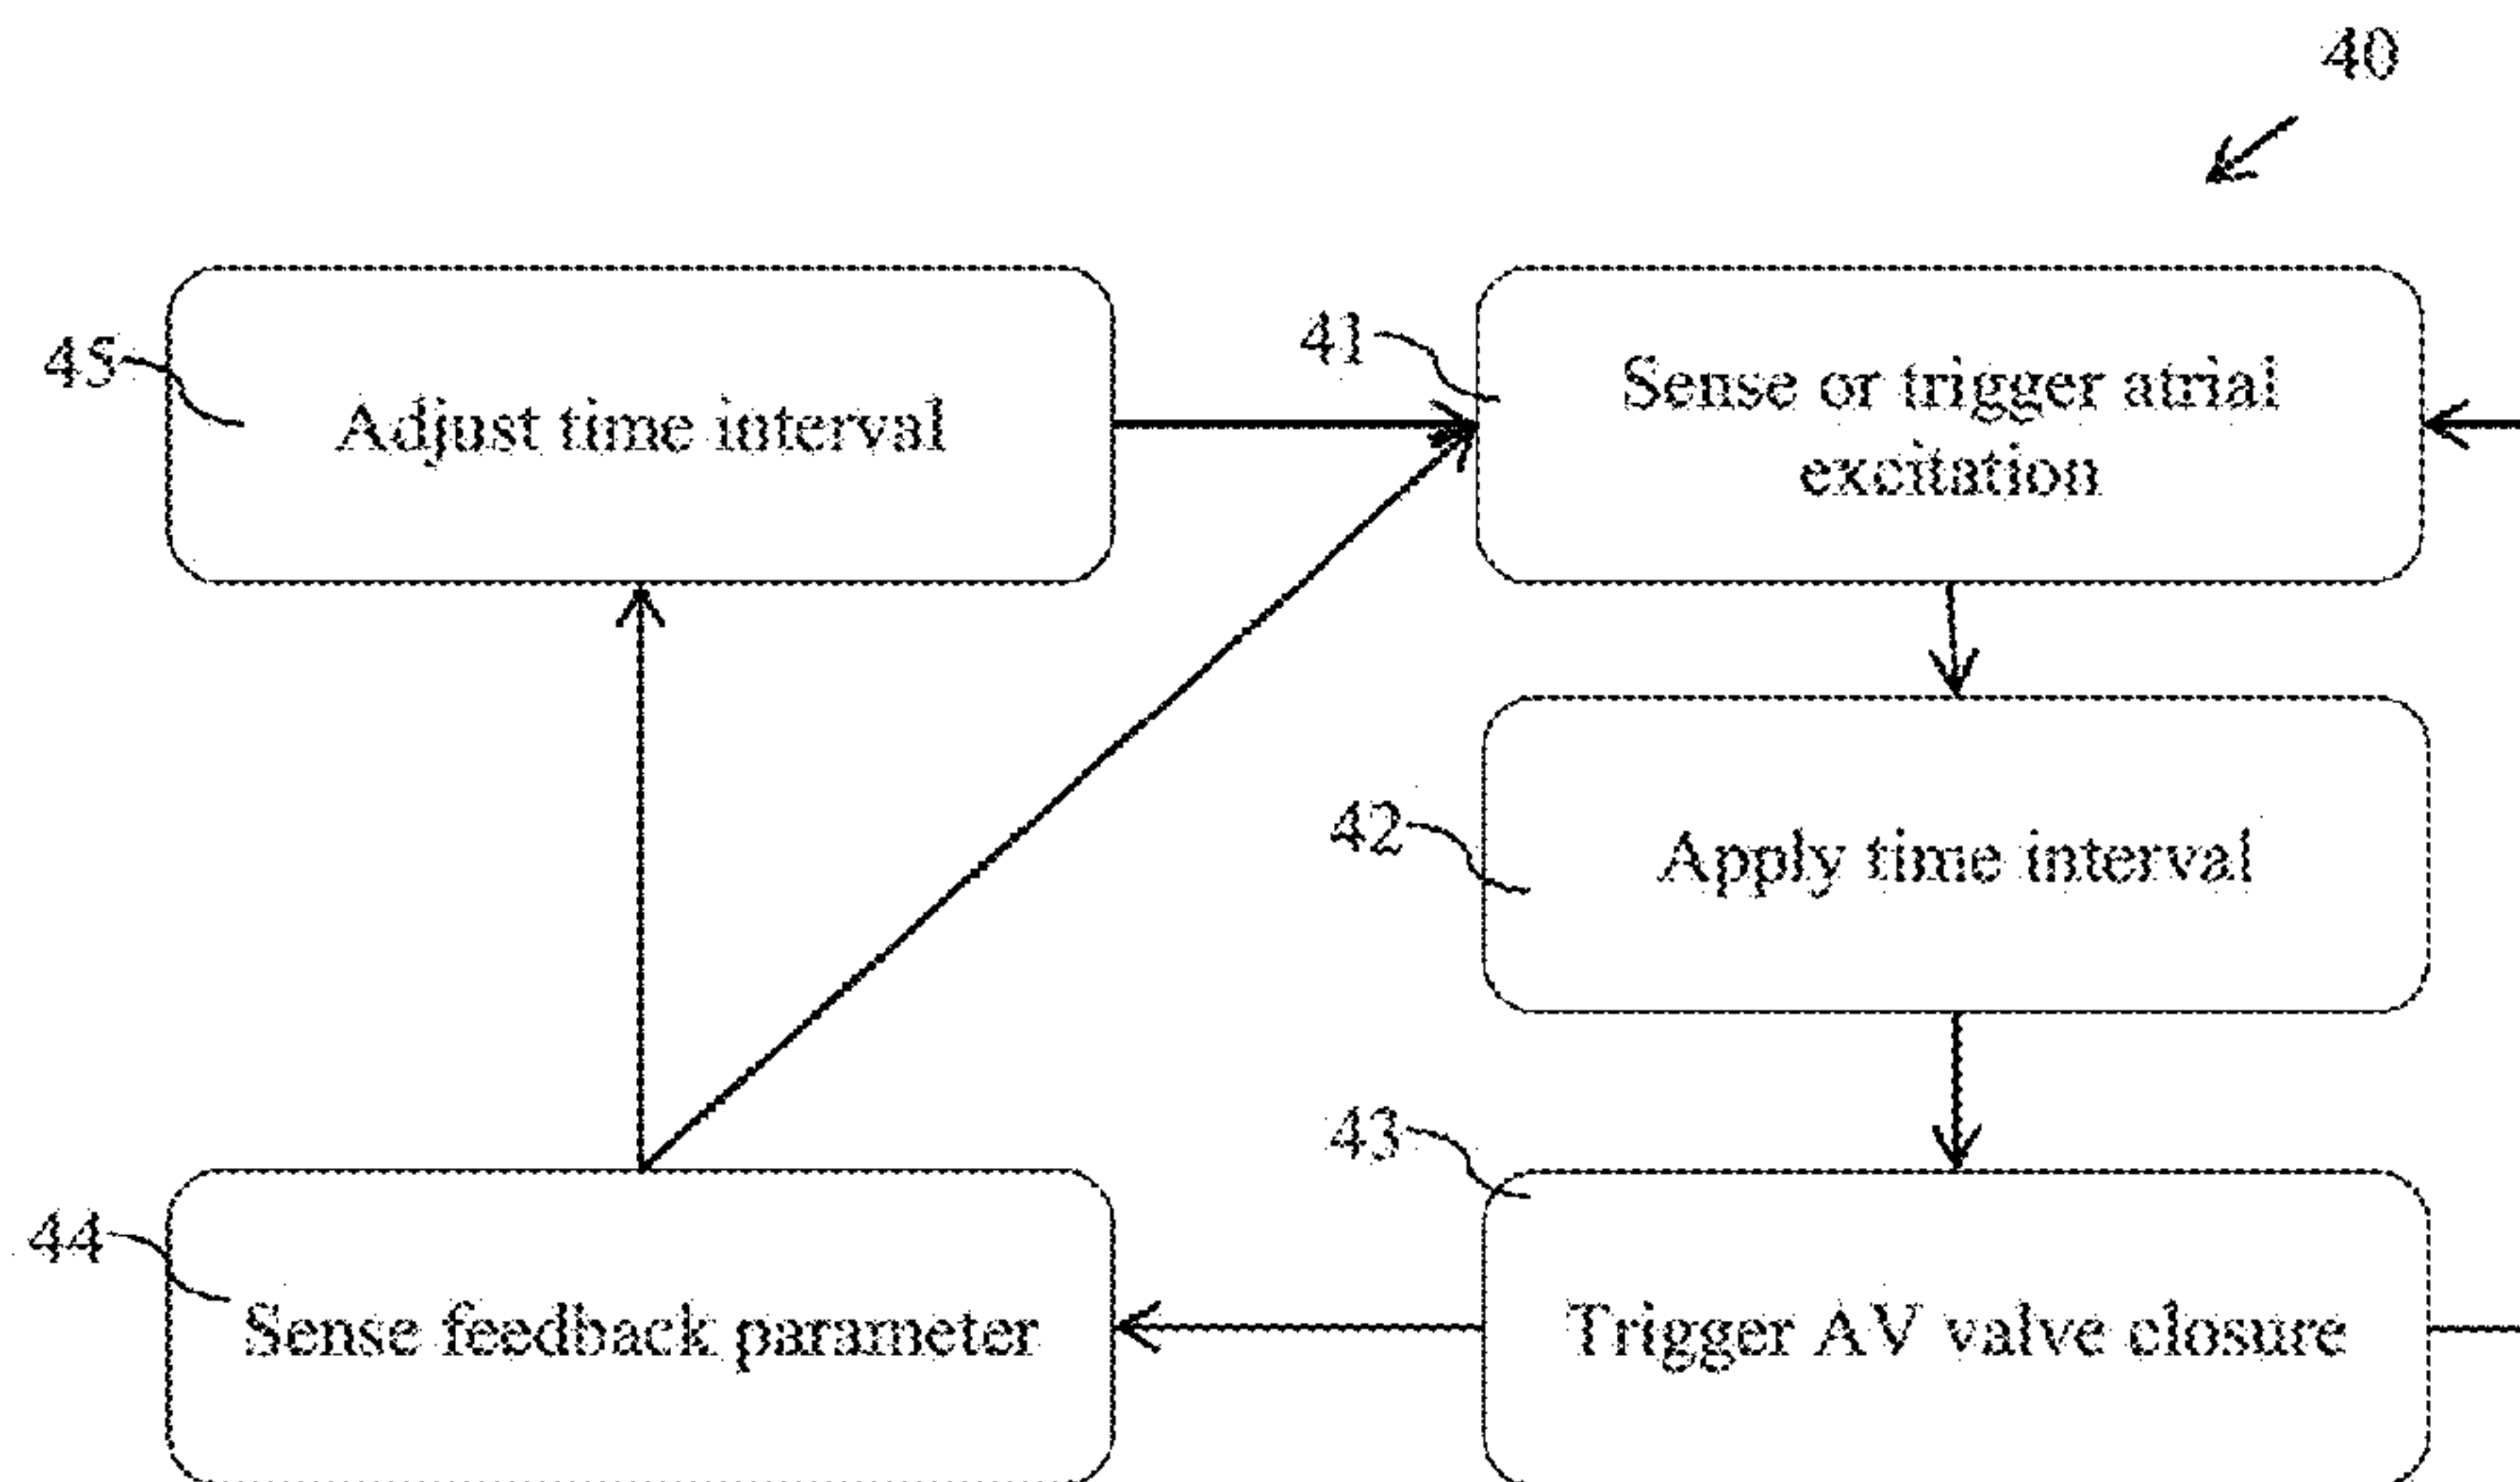 40
45
Adjust time interval
41
Sense or trigger atrial
excitation
42
Apply time interval
43
44
Sense feedback parameter
Trigger AV valve closure